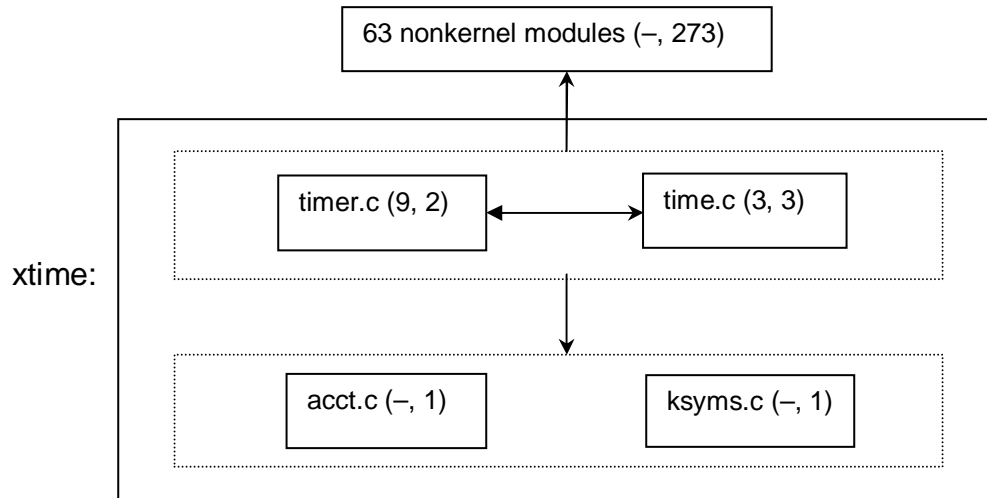 63 nonkernel modules (–, 273)
timer.c (9, 2)
time.c (3, 3)
xtime:
acct.c (–, 1)
ksyms.c (–, 1)